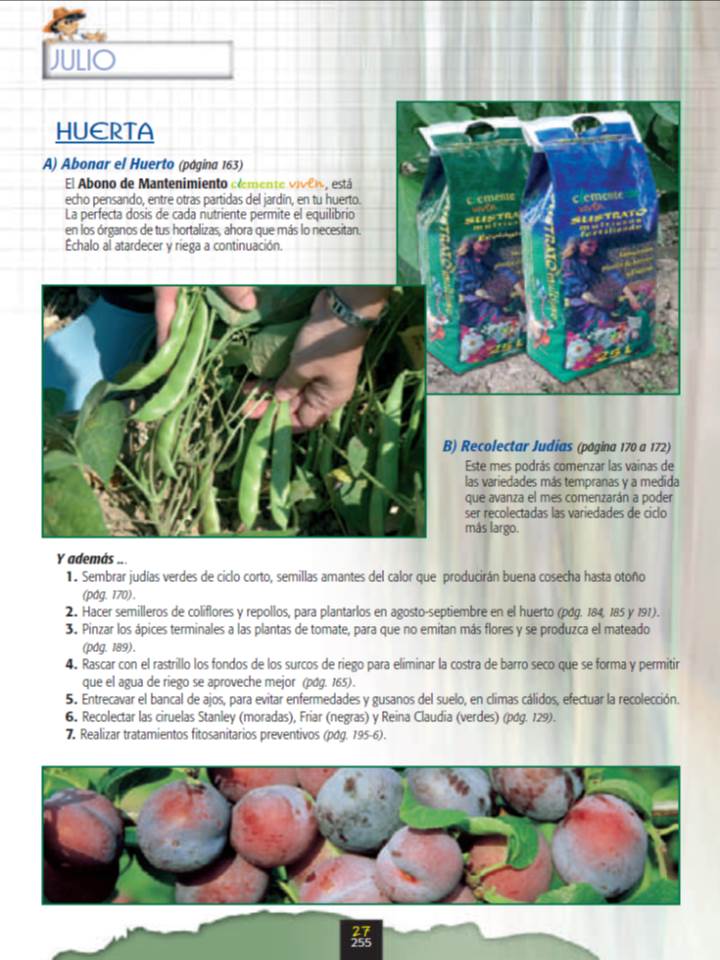 JULIO
HUERTA
A) Abonar el Huerto (página 163)
El Abono de Mantenimiento clemente viven, está
echo pensando, entre otras partidas del jardín, en tu huerto.
La perfecta dosis de cada nutriente permite el equilibrio
en los órganos de tus hortalizas, ahora que más lo necesitan.
Échalo al atardecer y riega a continuación.
clemente
viven
SUSTRATO
25 L
clemente
viven
SUSTRATO
nutritivo
fertilizado
25 L
B) Recolectar Judías (página 170 a 172)
Este mes podrás comenzar las vainas de
las variedades más tempranas y a medida
que avanza el mes comenzarán a poder
ser recolectadas las variedades de ciclo
más largo.
Y además ...
1. Sembrar judías verdes de ciclo corto, semillas amantes del calor que producirán buena cosecha hasta otoño
(pág. 170).
2. Hacer semilleros de coliflores y repollos, para plantarlos en agosto-septiembre en el huerto (pág. 184, 185 y 191).
3. Pinzar los ápices terminales a las plantas de tomate, para que no emitan más flores y se produzca el mateado
(pág. 189).
4. Rascar con el rastrillo los fondos de los surcos de riego para eliminar la costra de barro seco que se forma y permitir
que el agua de riego se aproveche mejor (pág. 165).
5. Entrecavar el bancal de ajos, para evitar enfermedades y gusanos del suelo, en climas cálidos, efectuar la recolección.
6. Recolectar las ciruelas Stanley (moradas), Friar (negras) y Reina Claudia (verdes) (pág. 129).
7. Realizar tratamientos fitosanitarios preventivos (pág. 195-6).
27
255